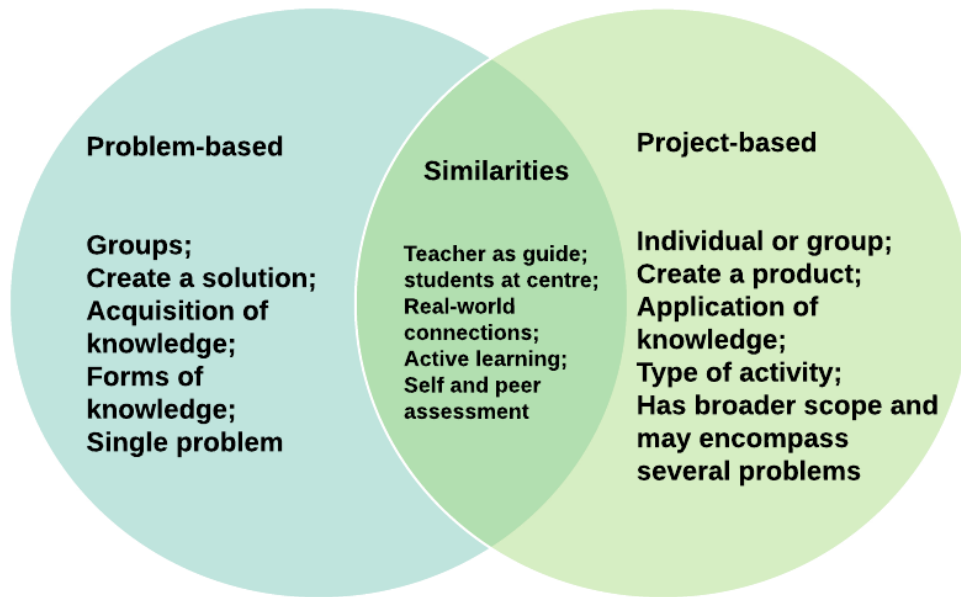 Problem-based
Groups;
Create a solution;
Acquisition of
knowledge;
Forms of
knowledge;
Single problem
Similarities
Teacher as guide;
students at centre;
Real-world
connections;
Active learning;
Self and peer
assessment
Project-based
Individual or group;
Create a product;
Application of
knowledge;
Type of activity;
Has broader scope and
may encompass
several problems